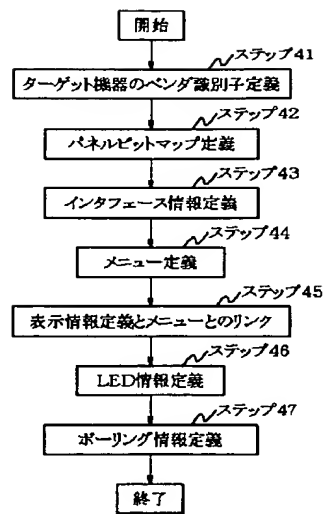 開始
ステップ41
ターゲット機器のベンダ識別子定義
ステップ42
パネルビットマップ定義
ステップ43
インタフェース情報定義
ステップ44
メニュー定義
ステップ45
表示情報定義とメニューとのリンク
ステップ46
LED情報定義
ステップ47
ポーリング情報定義
終了